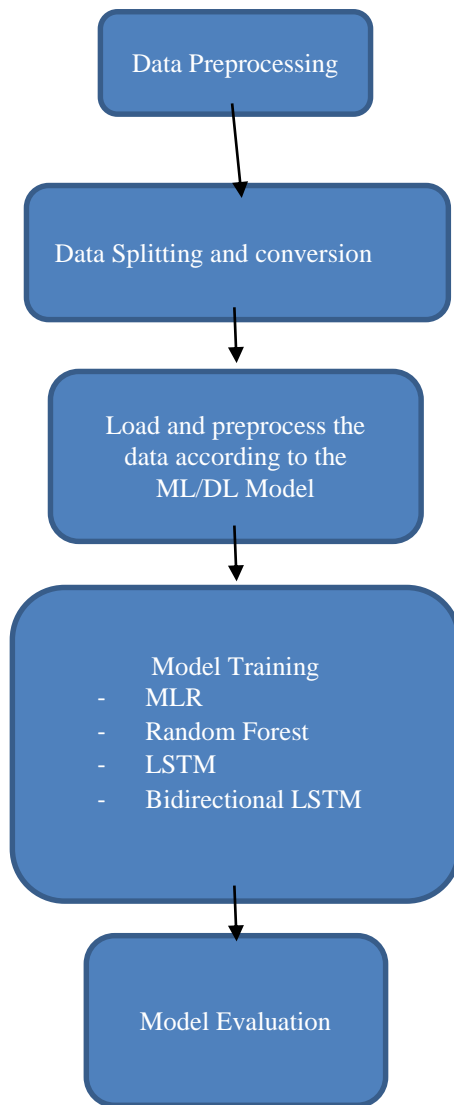 Data Preprocessing
Data Splitting and conversion
Load and preprocess the
data according to the
ML/DL Model
Model Training
- MLR
- Random Forest
- LSTM
- Bidirectional LSTM
Model Evaluation